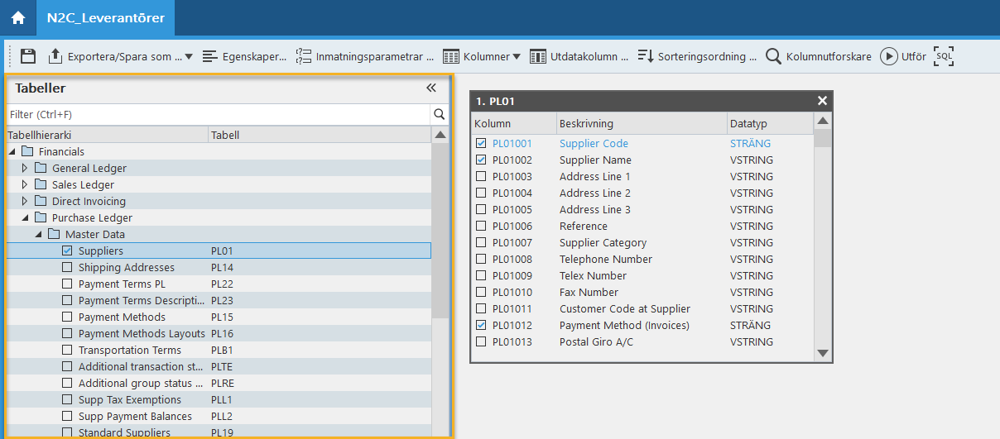 N2C_Leverantörer
Exportera/Spara som ... Egenskaper... Inmatningsparametrar ... Kolumner Utdatakolumn ... Sorteringsordning ... Kolumnutforskare Utför SQL
Tabeller
Filter (Ctrl+F)
Tabellhierarki Tabell
Financials
General Ledger
Sales Ledger
Direct Invoicing
Purchase Ledger
Master Data
Suppliers PL01
Shipping Addresses PL14
Payment Terms PL PL22
Payment Terms Descripti... PL23
Payment Methods PL15
Payment Methods Layouts PL16
Transportation Terms PLB1
Additional transaction st... PLTE
Additional group status ... PLRE
Supp Tax Exemptions PLL1
Supp Payment Balances PLL2
Standard Suppliers PL19
1. PL01
Kolumn Beskrivning Datatyp
PL01001 Supplier Code STRÄNG
PL01002 Supplier Name VSTRING
PL01003 Address Line 1 VSTRING
PL01004 Address Line 2 VSTRING
PL01005 Address Line 3 VSTRING
PL01006 Reference VSTRING
PL01007 Supplier Category VSTRING
PL01008 Telephone Number VSTRING
PL01009 Telex Number VSTRING
PL01010 Fax Number VSTRING
PL01011 Customer Code at Supplier VSTRING
PL01012 Payment Method (Invoices) STRÄNG
PL01013 Postal Giro A/C VSTRING